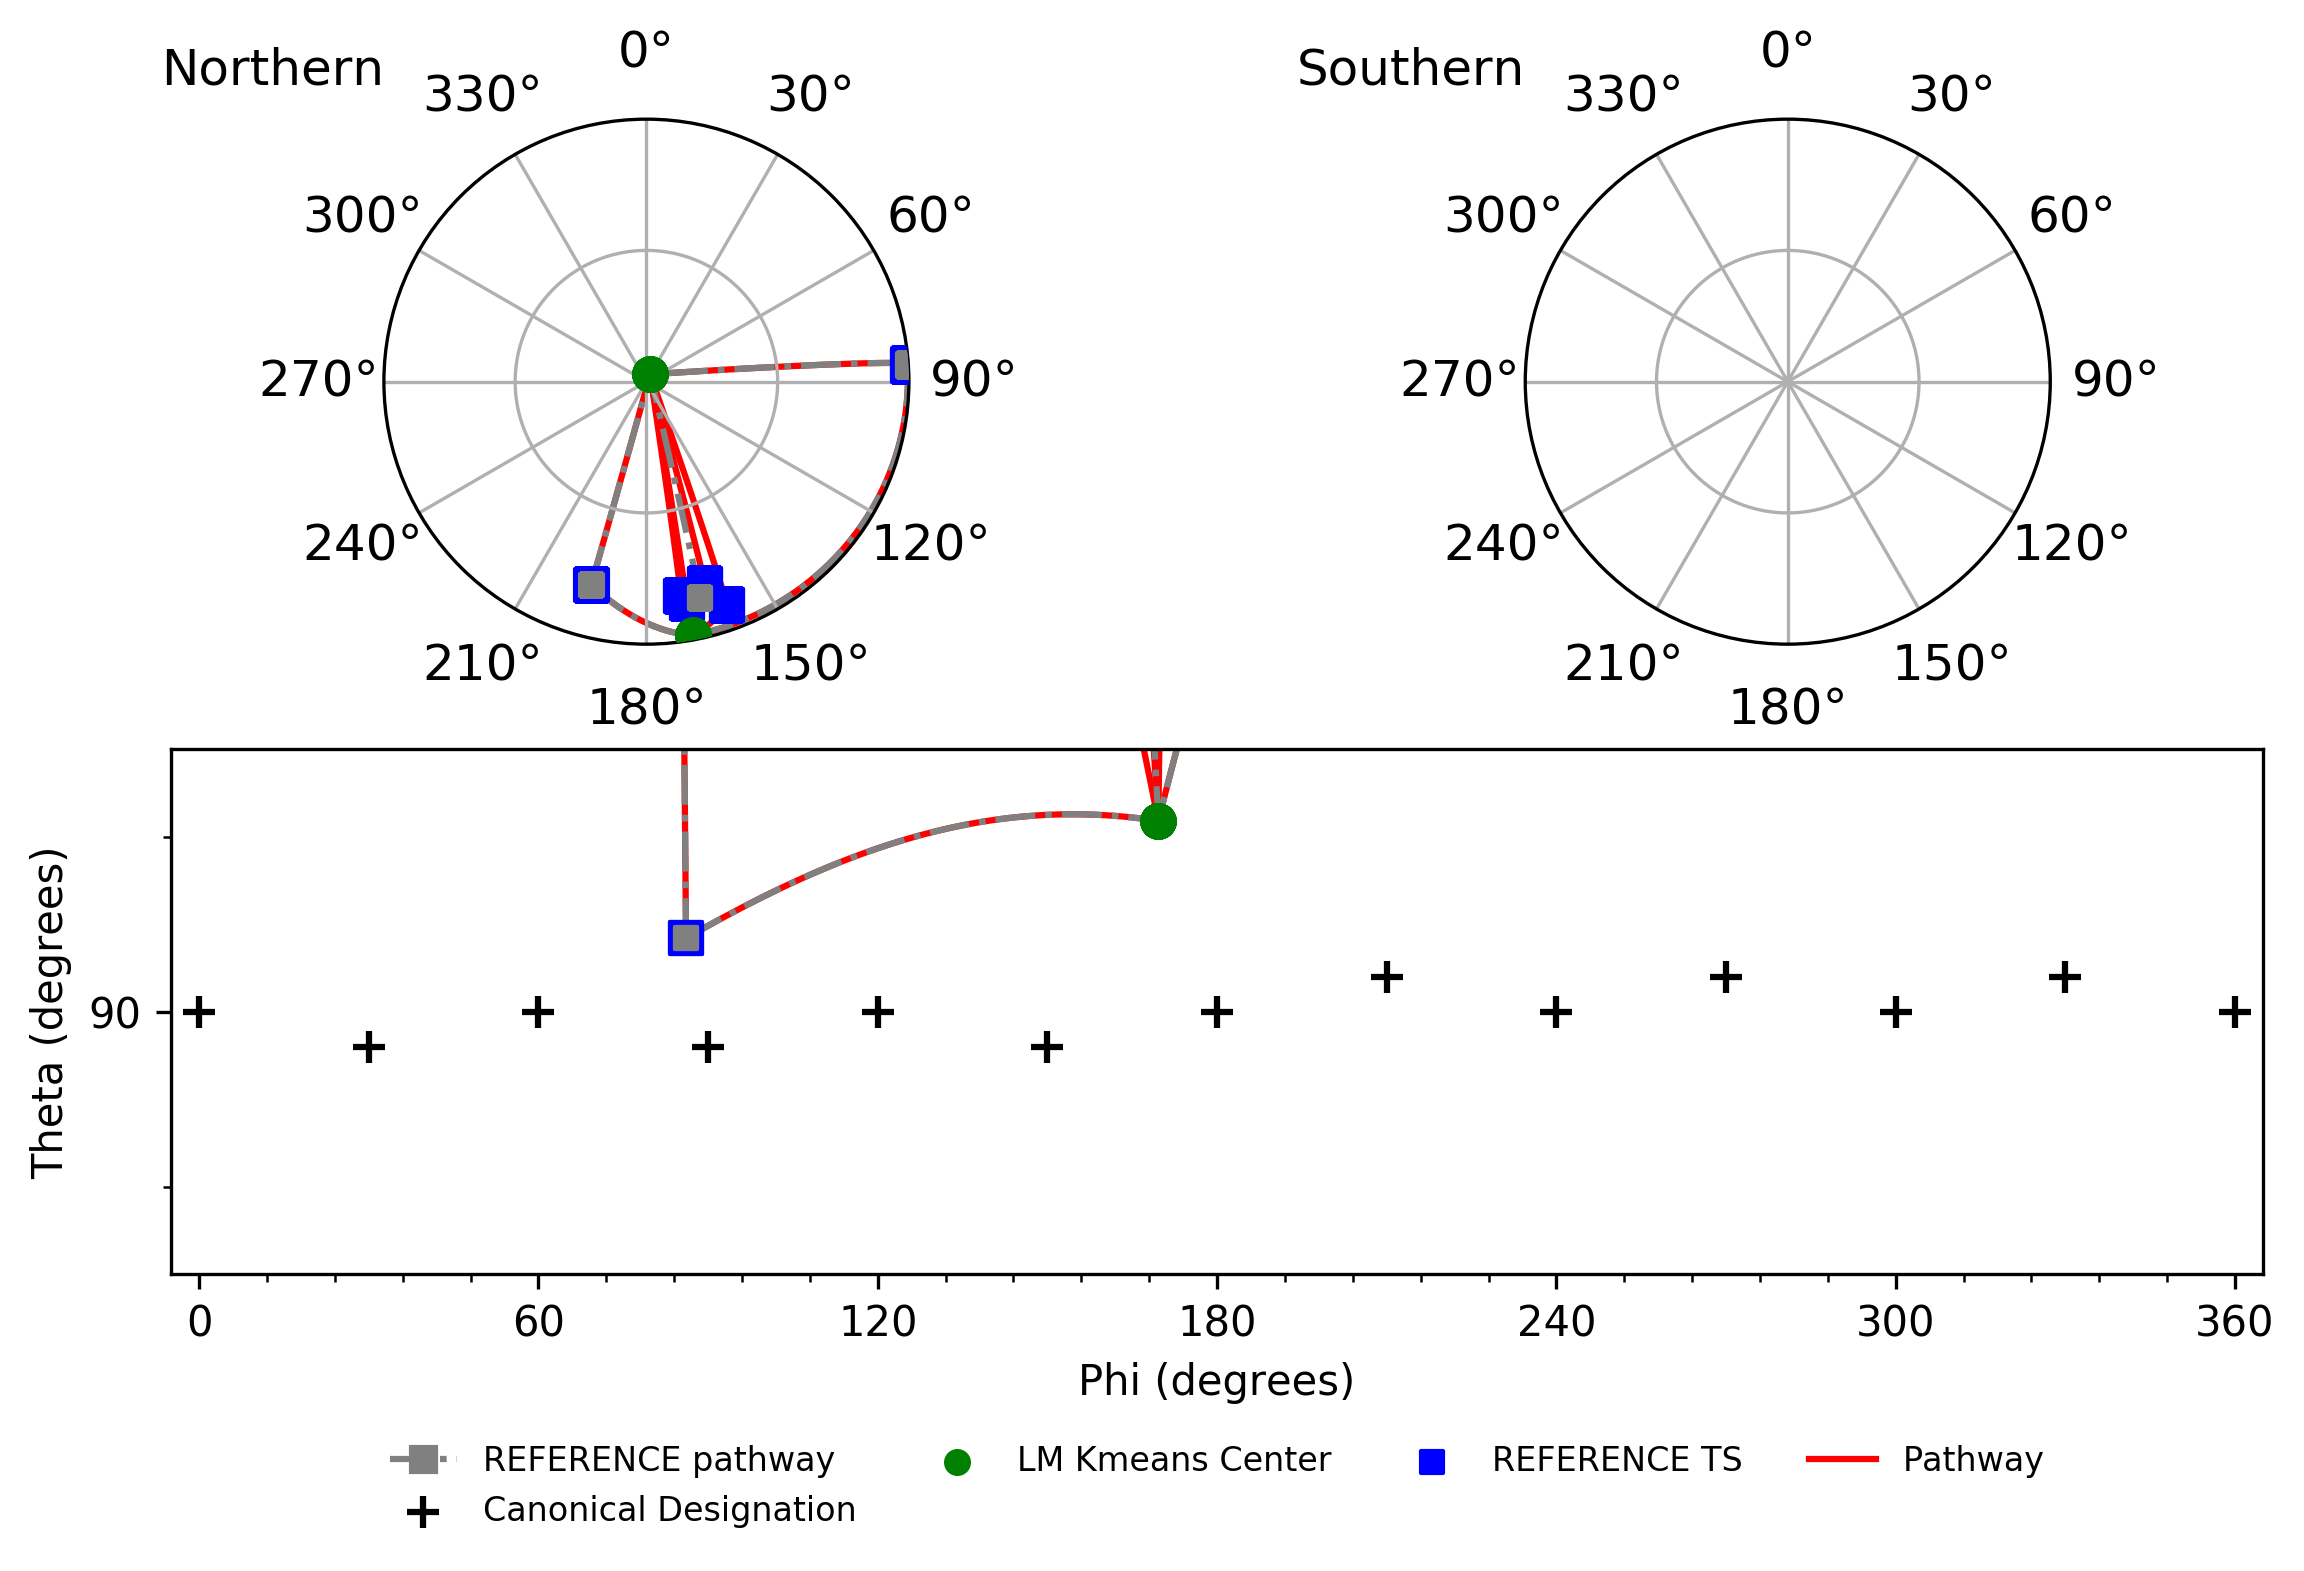 Northern
0°
30°
60°
90°
120°
150°
180°
210°
240°
270°
300°
330°
Southern
0°
30°
60°
90°
120°
150°
180°
210°
240°
270°
300°
330°
Theta (degrees)
90
0 60 120 180 240 300 360
Phi (degrees)
REFERENCE pathway
Canonical Designation
LM Kmeans Center
REFERENCE TS
Pathway